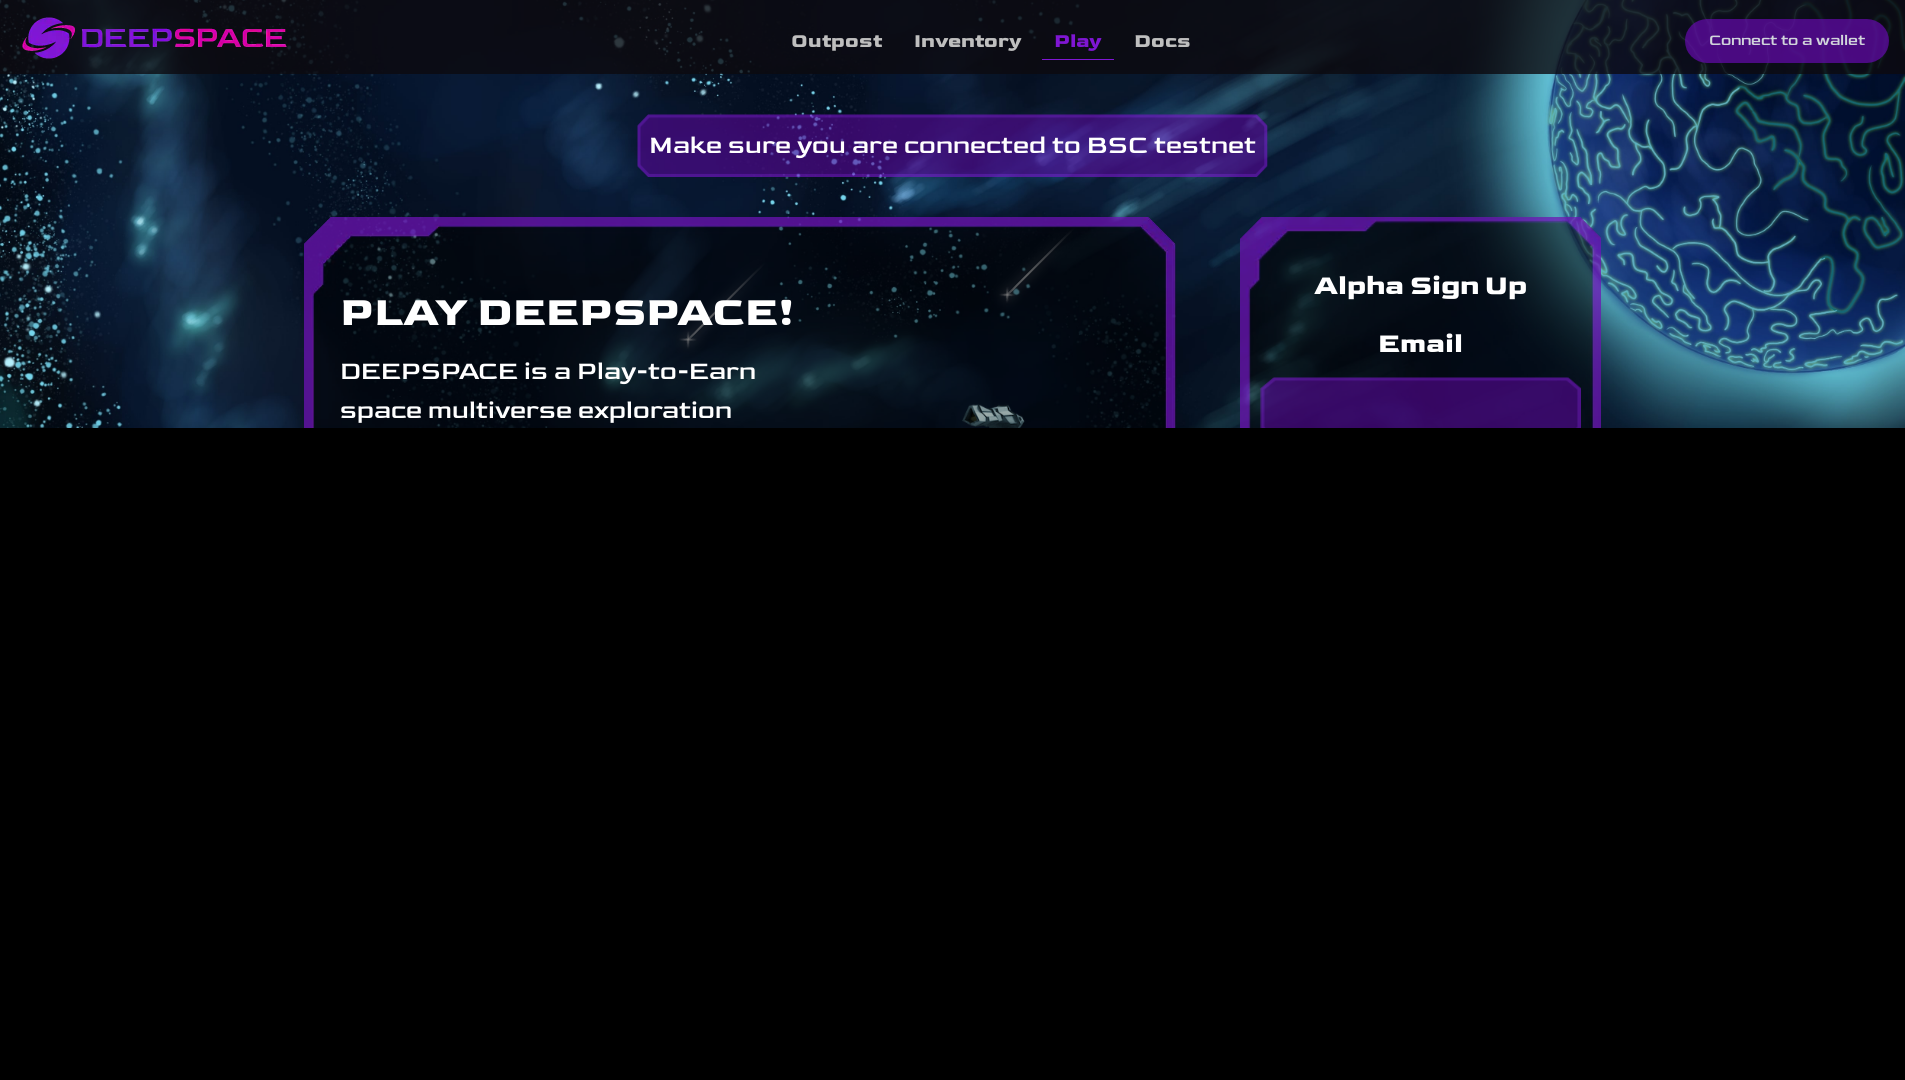 DEEPSPACE
Outpost
Inventory
Play
Docs
Connect to a wallet
Make sure you are connected to BSC testnet
PLAY DEEPSPACE!
DEEPSPACE is a Play-to-Earn
space multiverse exploration
Alpha Sign Up
Email